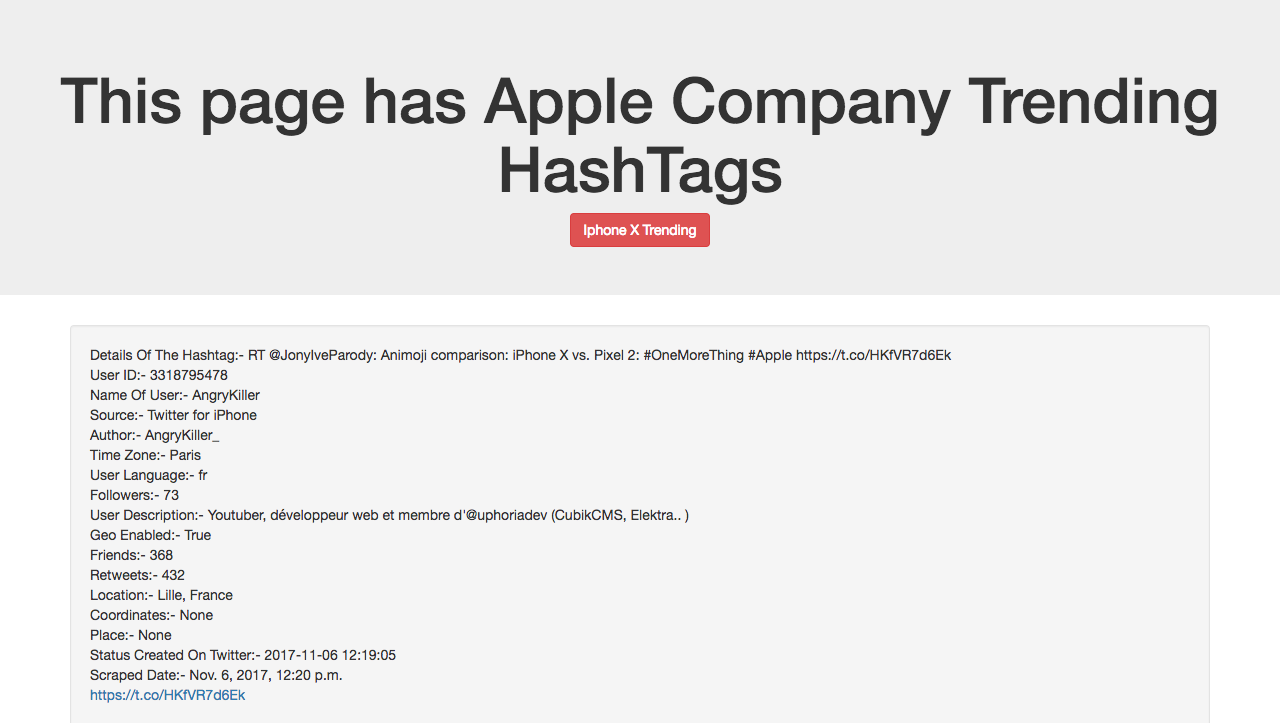 This page has Apple Company Trending
HashTags
Iphone X Trending
Details Of The Hashtag:- RT @JonyIveParody: Animoji comparison: iPhone X vs. Pixel 2: #OneMoreThing #Apple https://t.co/HKfVR7d6Ek
User ID:- 3318795478
Name Of User:- AngryKiller
Source:- Twitter for iPhone
Author:- AngryKiller_
Time Zone:- Paris
User Language:- fr
Followers:- 73
User Description:- Youtuber, développeur web et membre d'@uphoriadev (CubikCMS, Elektra.. )
Geo Enabled:- True
Friends:- 368
Retweets:- 432
Location:- Lille, France
Coordinates:- None
Place:- None
Status Created On Twitter:- 2017-11-06 12:19:05
Scraped Date:- Nov. 6, 2017, 12:20 p.m.
https://t.co/HKfVR7d6Ek